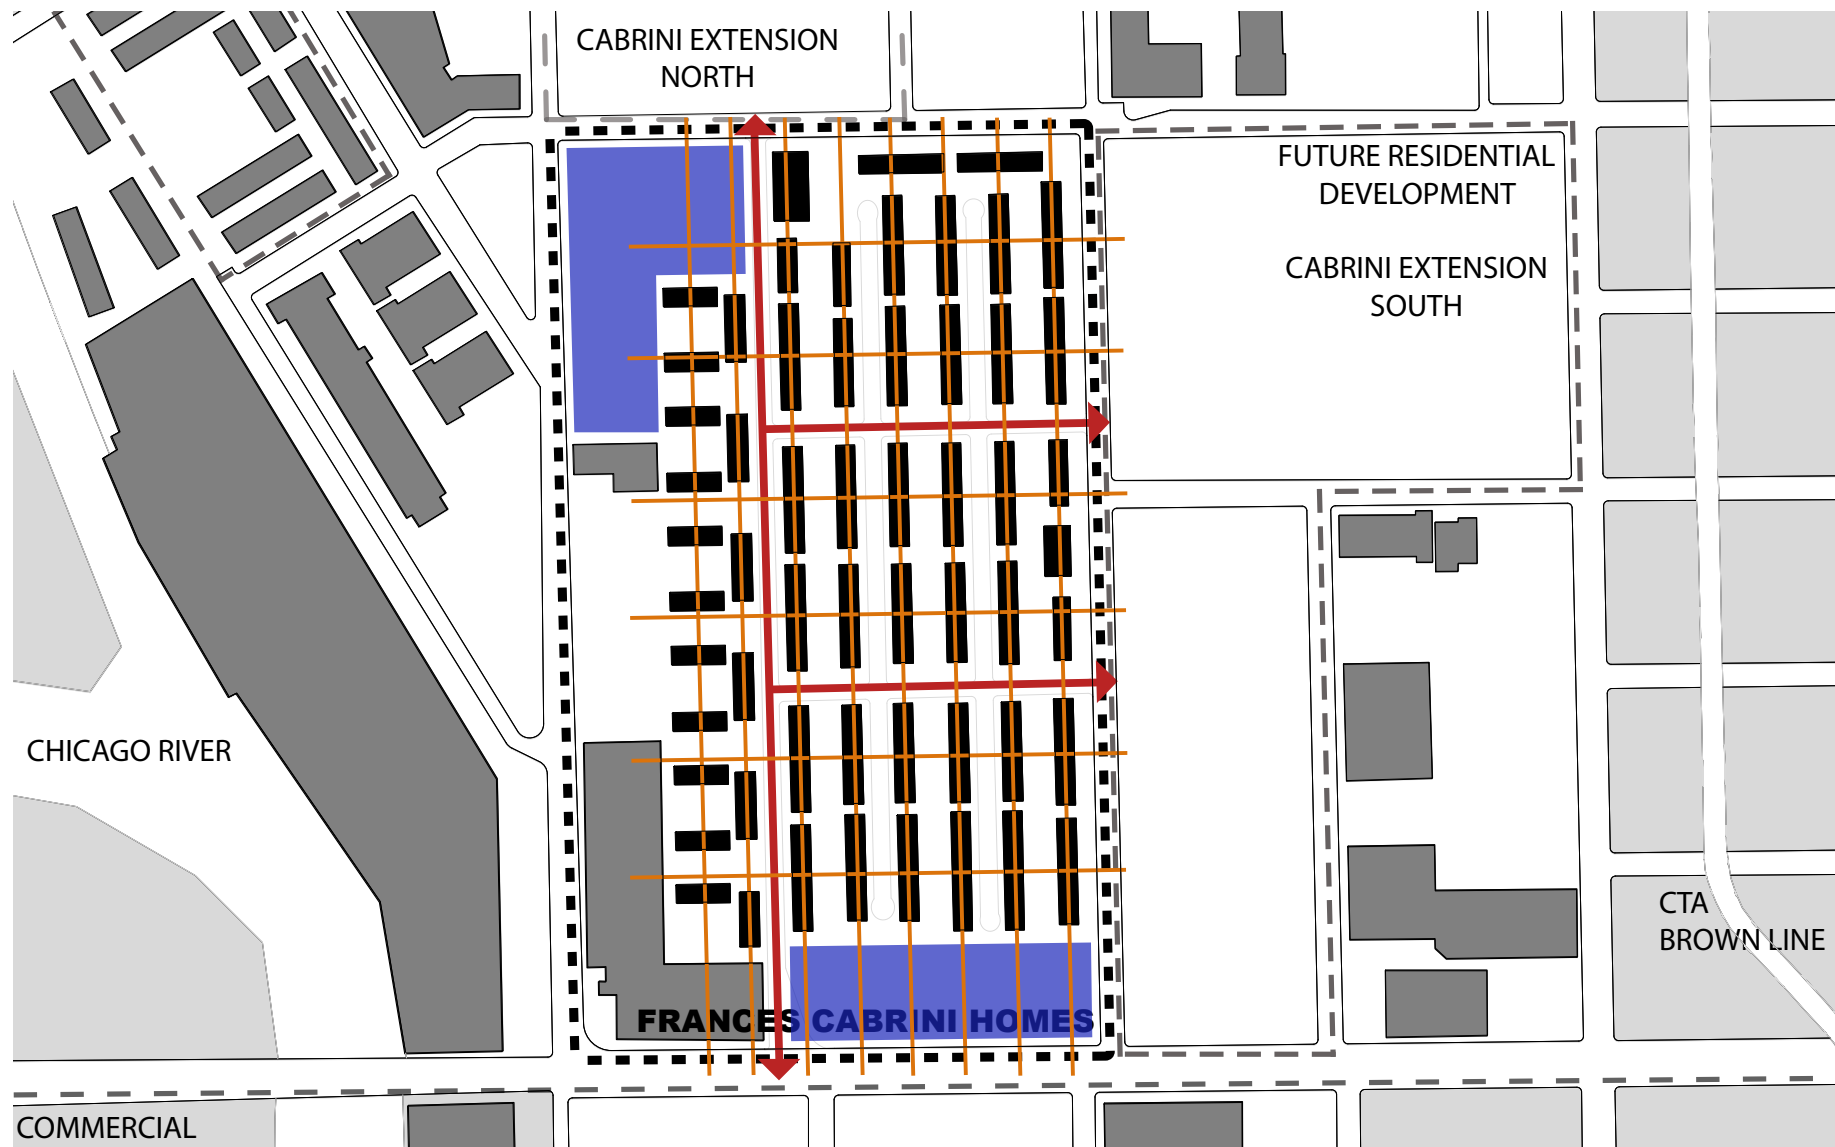 CABRINI EXTENSION
NORTH
FUTURE RESIDENTIAL
DEVELOPMENT
CABRINI EXTENSION
SOUTH
CHICAGO RIVER
CTA
BROWN LINE
FRANCES CABRINI HOMES
COMMERCIAL